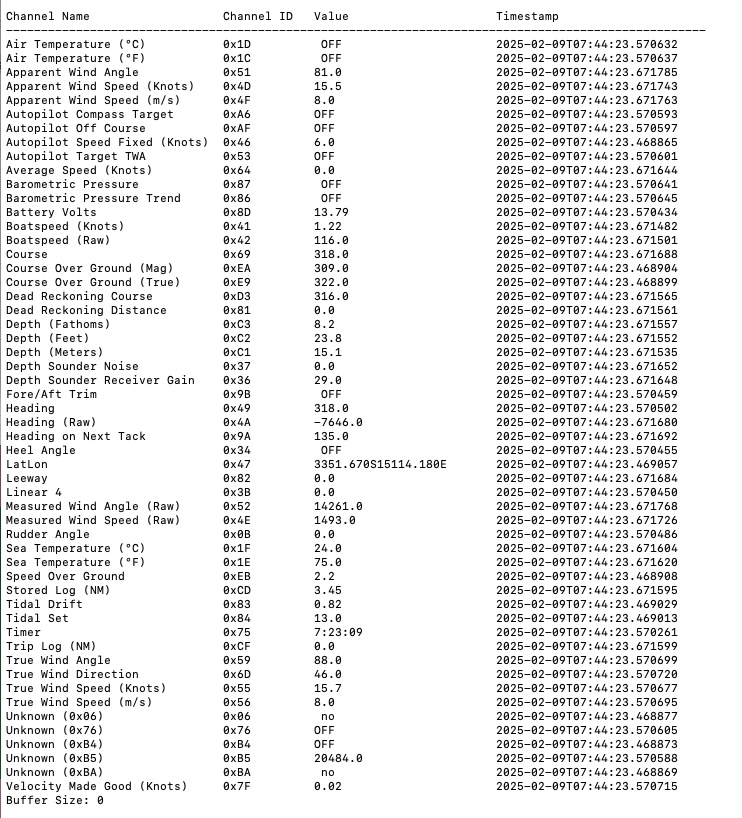 Channel Name Channel ID Value Timestamp
----------------------------------------------------------------------------------------------------
Air Temperature (°C) 0x1D OFF 2025-02-09T07:44:23.570632
Air Temperature (°F) 0x1C OFF 2025-02-09T07:44:23.570637
Apparent Wind Angle 0x51 81.0 2025-02-09T07:44:23.671785
Apparent Wind Speed (Knots) 0x4D 15.5 2025-02-09T07:44:23.671743
Apparent Wind Speed (m/s) 0x4F 8.0 2025-02-09T07:44:23.671763
Autopilot Compass Target 0xA6 OFF 2025-02-09T07:44:23.570593
Autopilot Off Course 0xAF OFF 2025-02-09T07:44:23.570597
Autopilot Speed Fixed (Knots) 0x46 6.0 2025-02-09T07:44:23.468865
Autopilot Target TWA 0x53 OFF 2025-02-09T07:44:23.570601
Average Speed (Knots) 0x64 0.0 2025-02-09T07:44:23.671644
Barometric Pressure 0x87 OFF 2025-02-09T07:44:23.570641
Barometric Pressure Trend 0x86 OFF 2025-02-09T07:44:23.570645
Battery Volts 0x8D 13.79 2025-02-09T07:44:23.570434
Boatspeed (Knots) 0x41 1.22 2025-02-09T07:44:23.671482
Boatspeed (Raw) 0x42 116.0 2025-02-09T07:44:23.671501
Course 0x69 318.0 2025-02-09T07:44:23.671688
Course Over Ground (Mag) 0xEA 309.0 2025-02-09T07:44:23.468904
Course Over Ground (True) 0xE9 322.0 2025-02-09T07:44:23.468899
Dead Reckoning Course 0xD3 316.0 2025-02-09T07:44:23.671565
Dead Reckoning Distance 0x81 0.0 2025-02-09T07:44:23.671561
Depth (Fathoms) 0xC3 8.2 2025-02-09T07:44:23.671557
Depth (Feet) 0xC2 23.8 2025-02-09T07:44:23.671552
Depth (Meters) 0xC1 15.1 2025-02-09T07:44:23.671535
Depth Sounder Noise 0x37 0.0 2025-02-09T07:44:23.671652
Depth Sounder Receiver Gain 0x36 29.0 2025-02-09T07:44:23.671648
Fore/Aft Trim 0x9B OFF 2025-02-09T07:44:23.570459
Heading 0x49 318.0 2025-02-09T07:44:23.570502
Heading (Raw) 0x4A -7646.0 2025-02-09T07:44:23.671680
Heading on Next Tack 0x9A 135.0 2025-02-09T07:44:23.671692
Heel Angle 0x34 OFF 2025-02-09T07:44:23.570455
LatLon 0x47 3351.670S15114.180E 2025-02-09T07:44:23.469057
Leeway 0x82 0.0 2025-02-09T07:44:23.671684
Linear 4 0x3B 0.0 2025-02-09T07:44:23.570450
Measured Wind Angle (Raw) 0x52 14261.0 2025-02-09T07:44:23.671768
Measured Wind Speed (Raw) 0x4E 1493.0 2025-02-09T07:44:23.671726
Rudder Angle 0x0B 0.0 2025-02-09T07:44:23.570486
Sea Temperature (°C) 0x1F 24.0 2025-02-09T07:44:23.671604
Sea Temperature (°F) 0x1E 75.0 2025-02-09T07:44:23.671620
Speed Over Ground 0xEB 2.2 2025-02-09T07:44:23.468908
Stored Log (NM) 0xCD 3.45 2025-02-09T07:44:23.671595
Tidal Drift 0x83 0.82 2025-02-09T07:44:23.469029
Tidal Set 0x84 13.0 2025-02-09T07:44:23.469013
Timer 0x75 7:23:09 2025-02-09T07:44:23.570261
Trip Log (NM) 0xCF 0.0 2025-02-09T07:44:23.671599
True Wind Angle 0x59 88.0 2025-02-09T07:44:23.570699
True Wind Direction 0x6D 46.0 2025-02-09T07:44:23.570720
True Wind Speed (Knots) 0x55 15.7 2025-02-09T07:44:23.570677
True Wind Speed (m/s) 0x56 8.0 2025-02-09T07:44:23.570695
Unknown (0x06) 0x06 no 2025-02-09T07:44:23.468877
Unknown (0x76) 0x76 OFF 2025-02-09T07:44:23.570605
Unknown (0xB4) 0xB4 OFF 2025-02-09T07:44:23.468873
Unknown (0xB5) 0xB5 20484.0 2025-02-09T07:44:23.570588
Unknown (0xBA) 0xBA no 2025-02-09T07:44:23.468869
Velocity Made Good (Knots) 0x7F 0.02 2025-02-09T07:44:23.570715
Buffer Size: 0